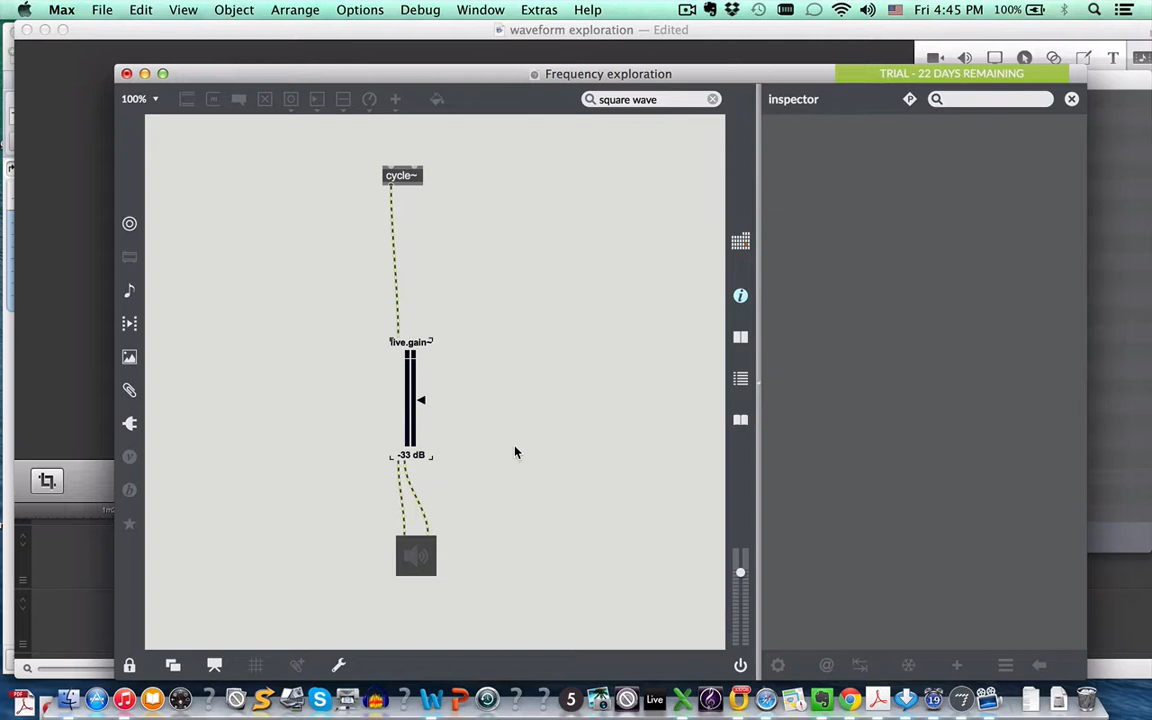 Max File Edit View Object Arrange Options Debug Window Extras Help Fri 4:45 PM 100%
waveform exploration — Edited
Frequency exploration
TRIAL - 22 DAYS REMAINING
100%
square wave
inspector
cycle~
live.gain~
-33 dB
5
Live
19